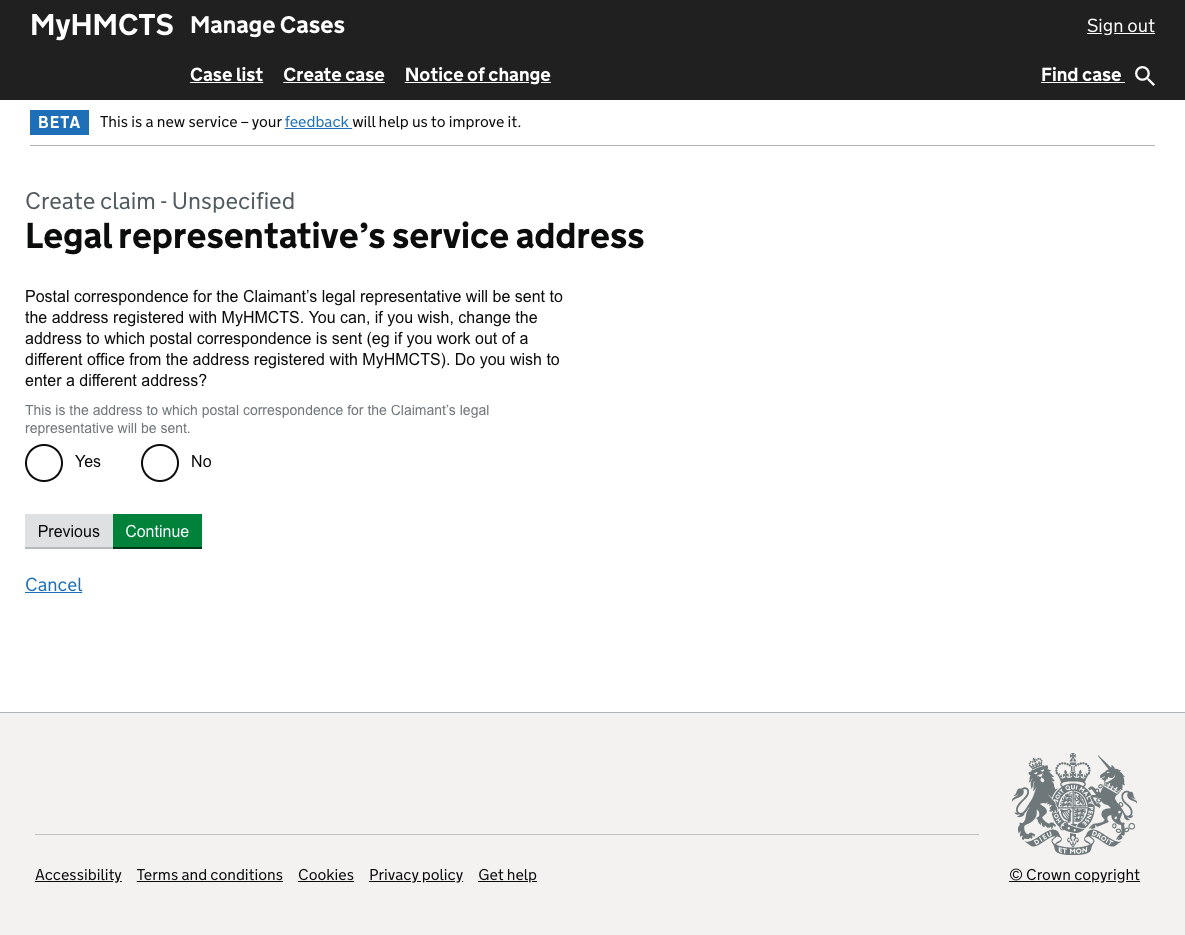 MyHMCTS Manage Cases Sign out
Case list Create case Notice of change Find case
BETA This is a new service – your feedback will help us to improve it.
Create claim - Unspecified
Legal representative’s service address
Postal correspondence for the Claimant’s legal representative will be sent to
the address registered with MyHMCTS. You can, if you wish, change the
address to which postal correspondence is sent (eg if you work out of a
different office from the address registered with MyHMCTS). Do you wish to
enter a different address?
This is the address to which postal correspondence for the Claimant’s legal
representative will be sent.
Yes No
Previous Continue
Cancel
DIEU ET MON DROIT
Accessibility Terms and conditions Cookies Privacy policy Get help © Crown copyright